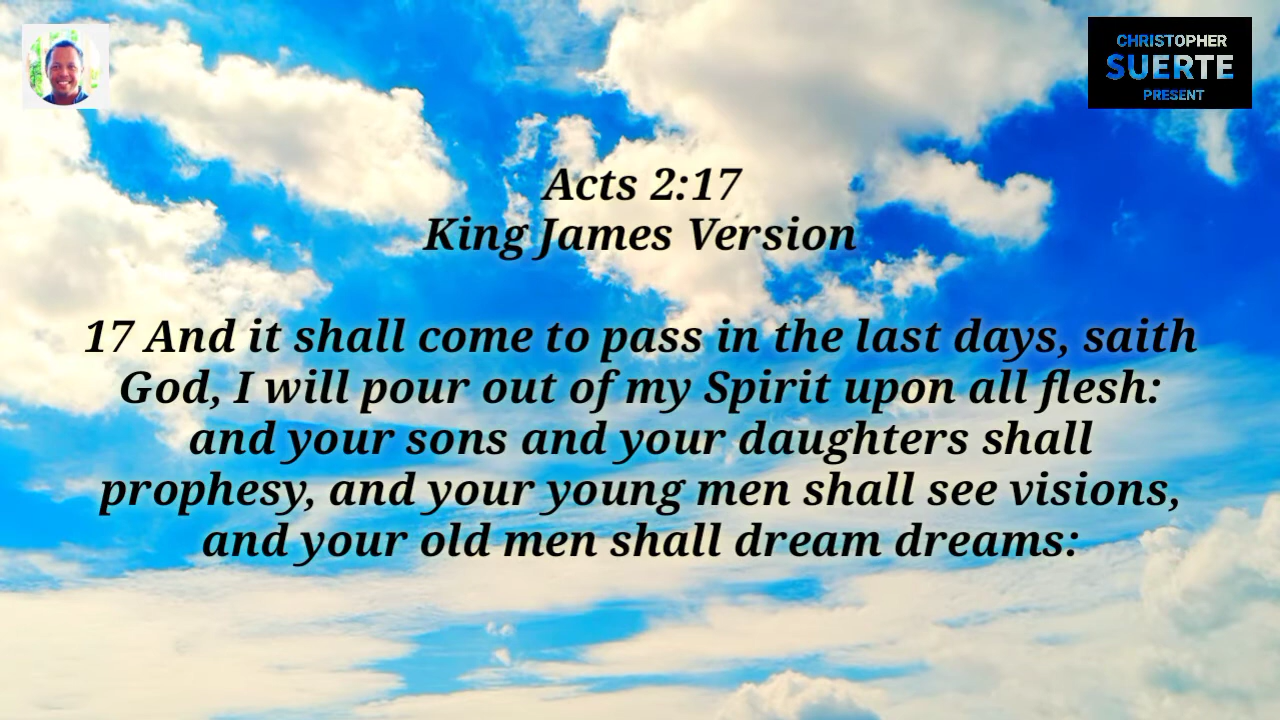 CHRISTOPHER
SUERTE
PRESENT
Acts 2:17
King James Version
17 And it shall come to pass in the last days, saith
God, I will pour out of my Spirit upon all flesh:
and your sons and your daughters shall
prophesy, and your young men shall see visions,
and your old men shall dream dreams: